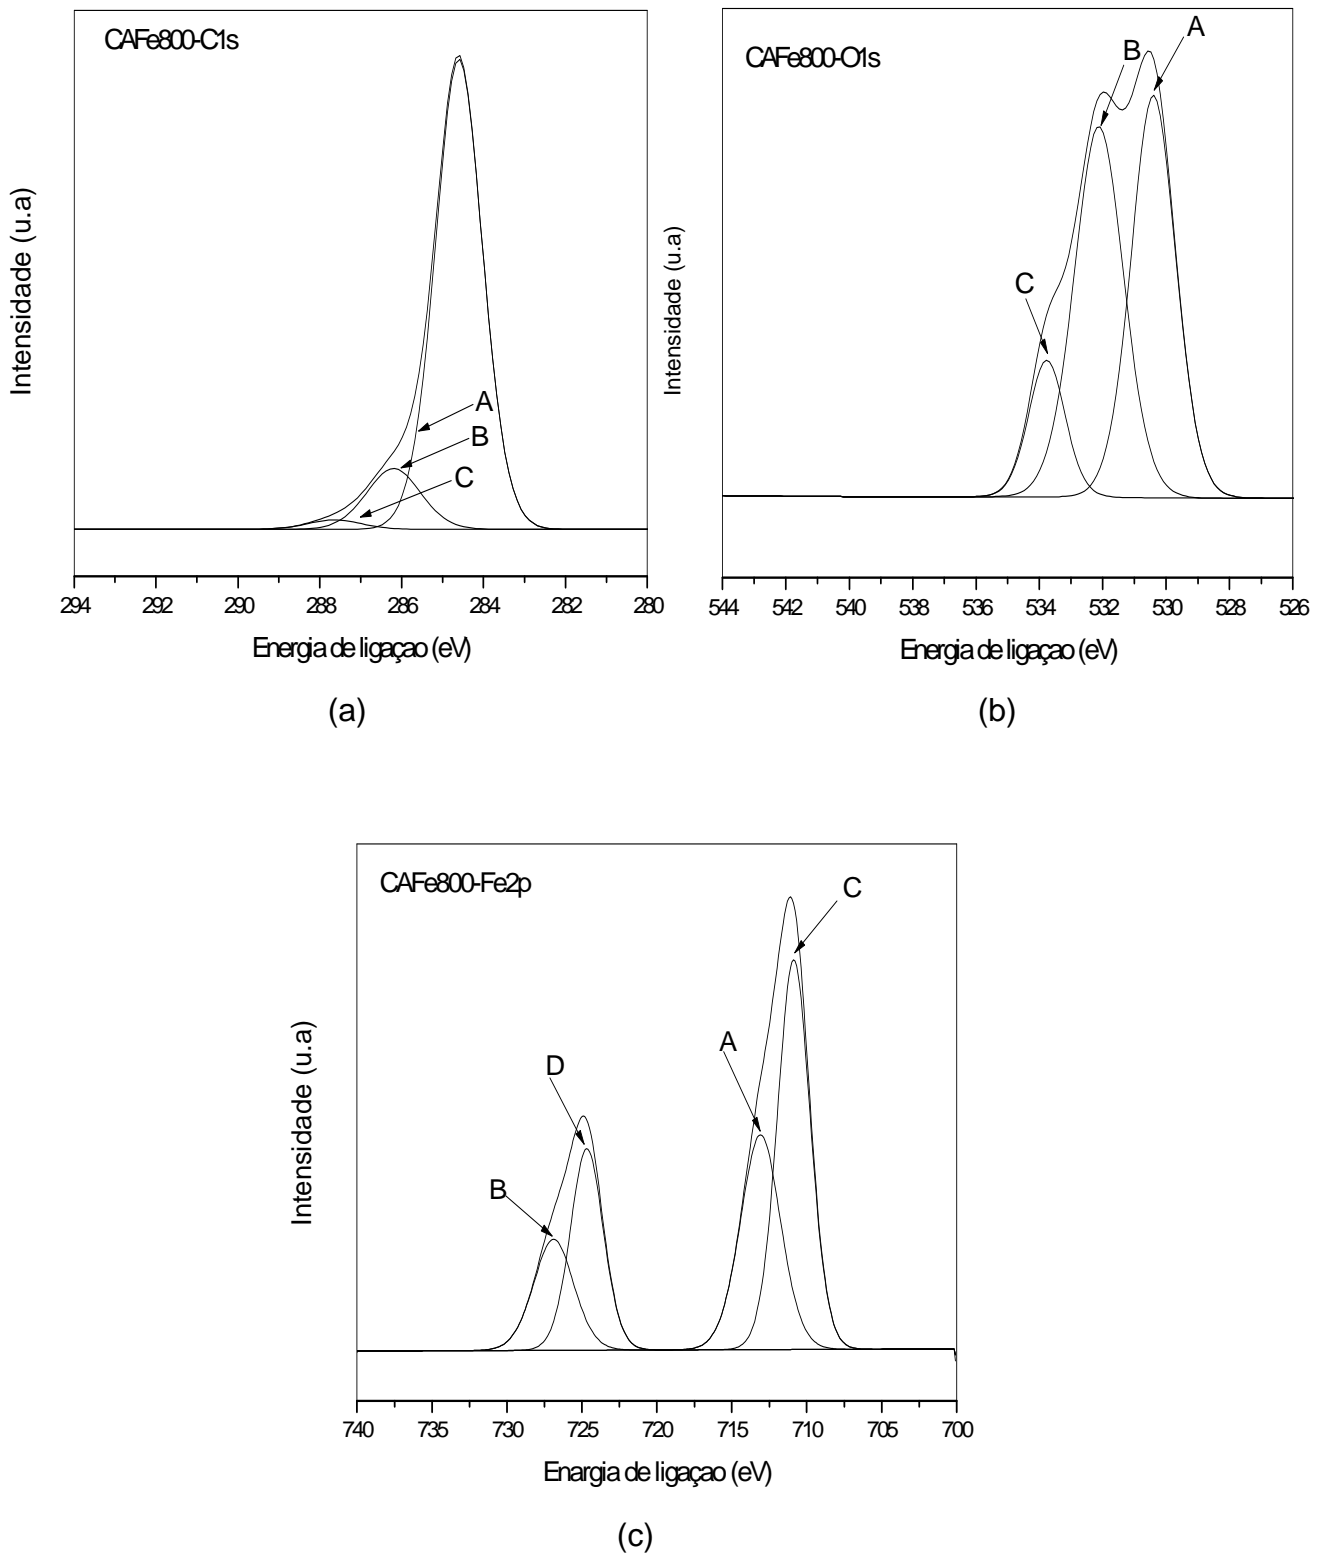 CAFe800-C1s
A
B
C
Intensidade (u.a)
294 292 290 288 286 284 282 280
Energia de ligaçao (eV)
(a)
CAFe800-O1s
A
B
C
Intensidade (u.a)
544 542 540 538 536 534 532 530 528 526
Energia de ligaçao (eV)
(b)
CAFe800-Fe2p
C
A
D
B
Intensidade (u.a)
740 735 730 725 720 715 710 705 700
Enargia de ligaçao (eV)
(c)